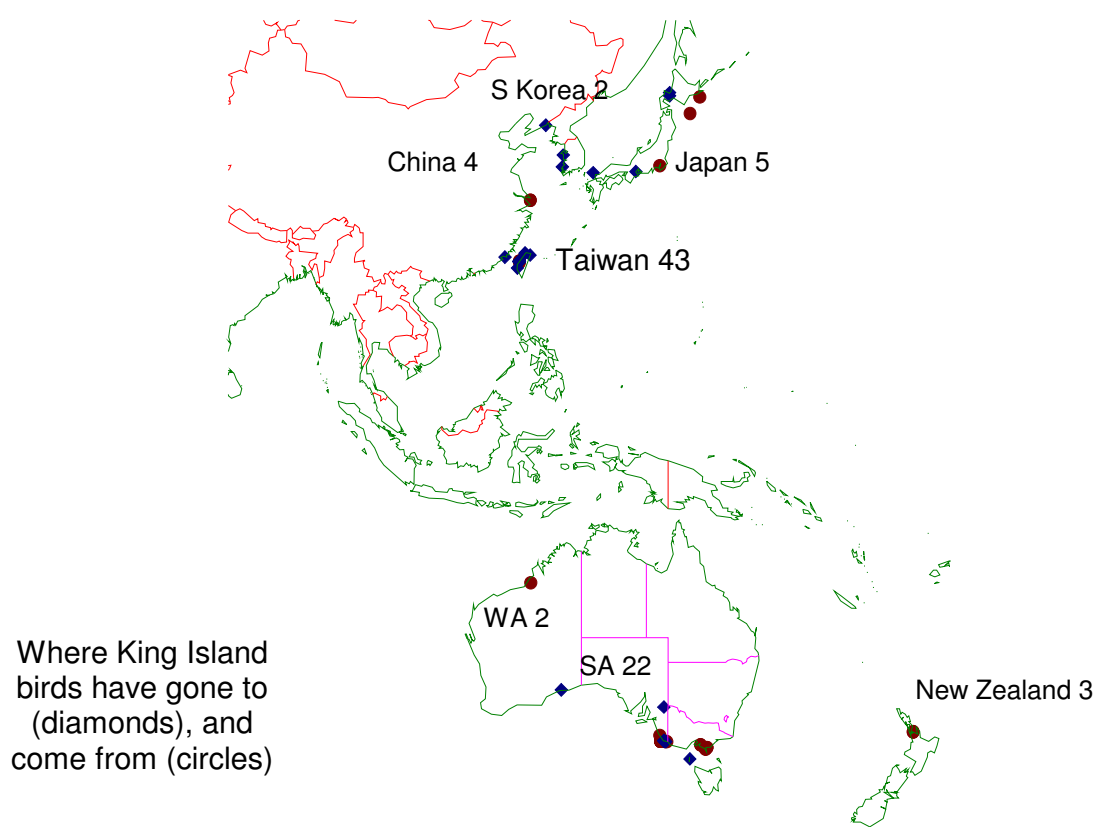 S Korea 2
China 4
Japan 5
Taiwan 43
WA 2
SA 22
New Zealand 3
Where King Island
birds have gone to
(diamonds), and
come from (circles)